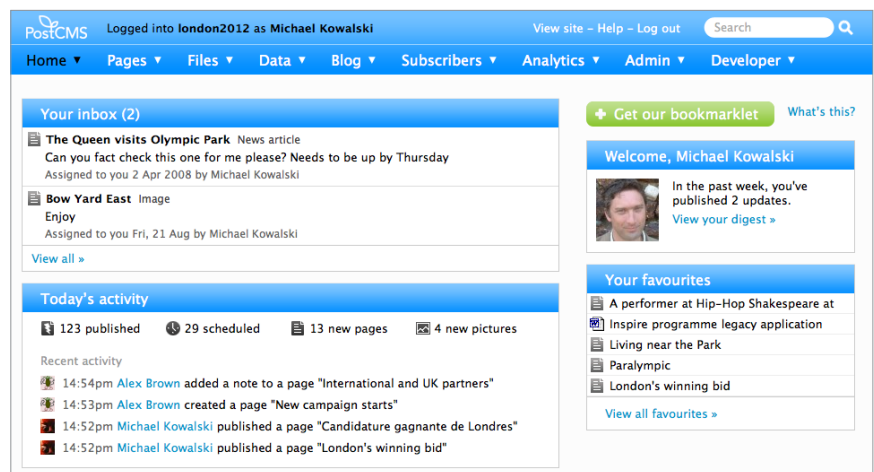 PostCMS
Logged into london2012 as Michael Kowalski
View site – Help – Log out
Search
Home ▼ Pages ▼ Files ▼ Data ▼ Blog ▼ Subscribers ▼ Analytics ▼ Admin ▼ Developer ▼
Your inbox (2)
The Queen visits Olympic Park News article
Can you fact check this one for me please? Needs to be up by Thursday
Assigned to you 2 Apr 2008 by Michael Kowalski
Bow Yard East Image
Enjoy
Assigned to you Fri, 21 Aug by Michael Kowalski
View all »
Today's activity
123 published 29 scheduled 13 new pages 4 new pictures
Recent activity
14:54pm Alex Brown added a note to a page "International and UK partners"
14:53pm Alex Brown created a page "New campaign starts"
14:52pm Michael Kowalski published a page "Candidature gagnante de Londres"
14:52pm Michael Kowalski published a page "London's winning bid"
+ Get our bookmarklet
What's this?
Welcome, Michael Kowalski
In the past week, you've
published 2 updates.
View your digest »
Your favourites
A performer at Hip-Hop Shakespeare at
Inspire programme legacy application
Living near the Park
Paralympic
London's winning bid
View all favourites »